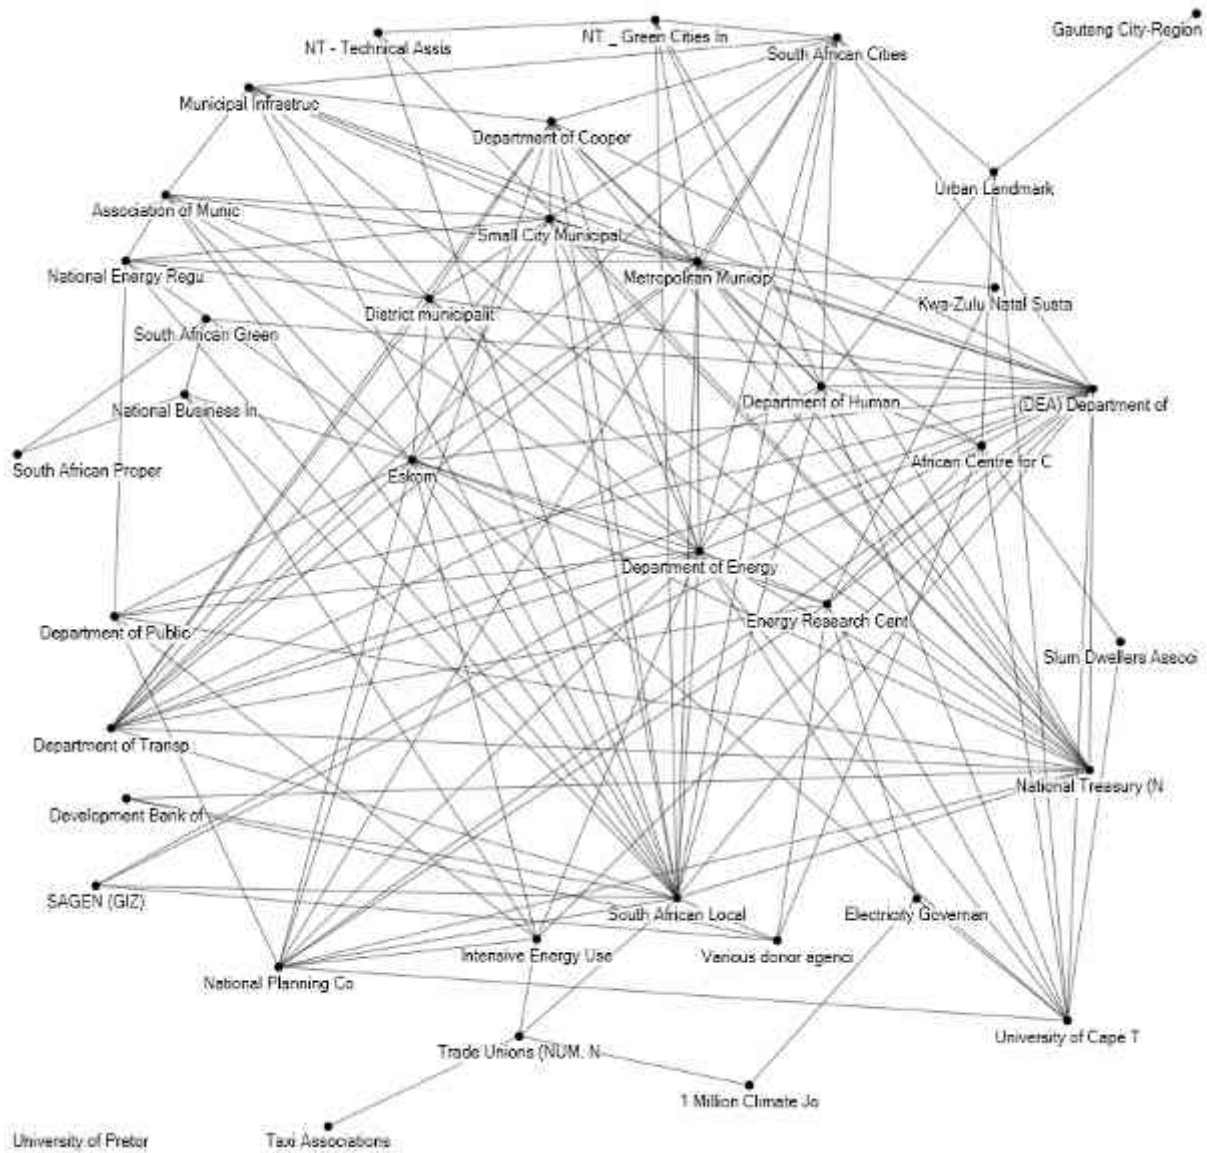 Gauteng City-Region
NT - Technical Assis
NT _ Green Cities In
South African Cities
Municipal Infrastruc
Department of Cooper
Urban Landmark
Association of Munic
Small City Municipal
National Energy Regu
Metropolitan Municip
Kwa-Zulu Natal Susta
District municipalit
South African Green
National Business In
Department of Human
(DEA) Department of
South African Proper
Eskom
African Centre for C
Department of Energy
Energy Research Cent
Department of Public
Slum Dwellers Associ
Department of Transp
National Treasury (N
Development Bank of
SAGEN (GIZ)
South African Local
Electricity Governan
Intensive Energy Use
Various donor agenci
National Planning Co
University of Cape T
Trade Unions (NUM, N
1 Million Climate Jo
University of Pretor
Taxi Associations